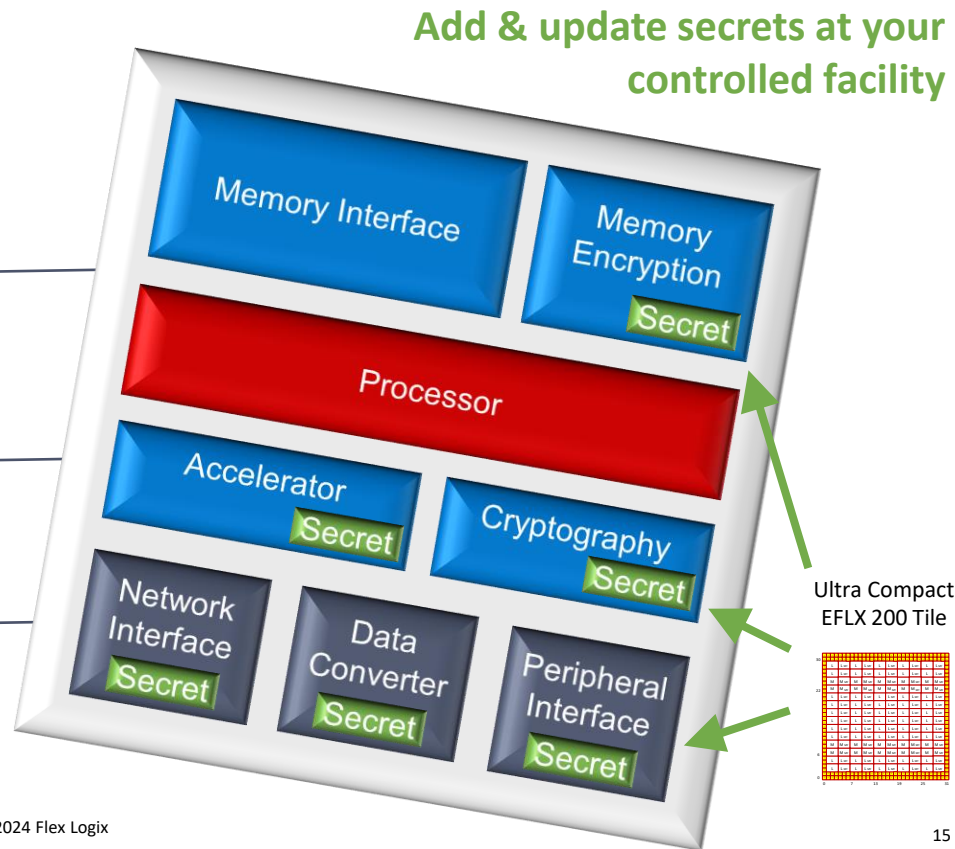 Add & update secrets at your
controlled facility
Memory Interface
Memory
Encryption
Secret
Processor
Accelerator
Secret
Cryptography
Secret
Network
Interface
Secret
Data
Converter
Secret
Peripheral
Interface
Secret
Ultra Compact
EFLX 200 Tile
2024 Flex Logix
15